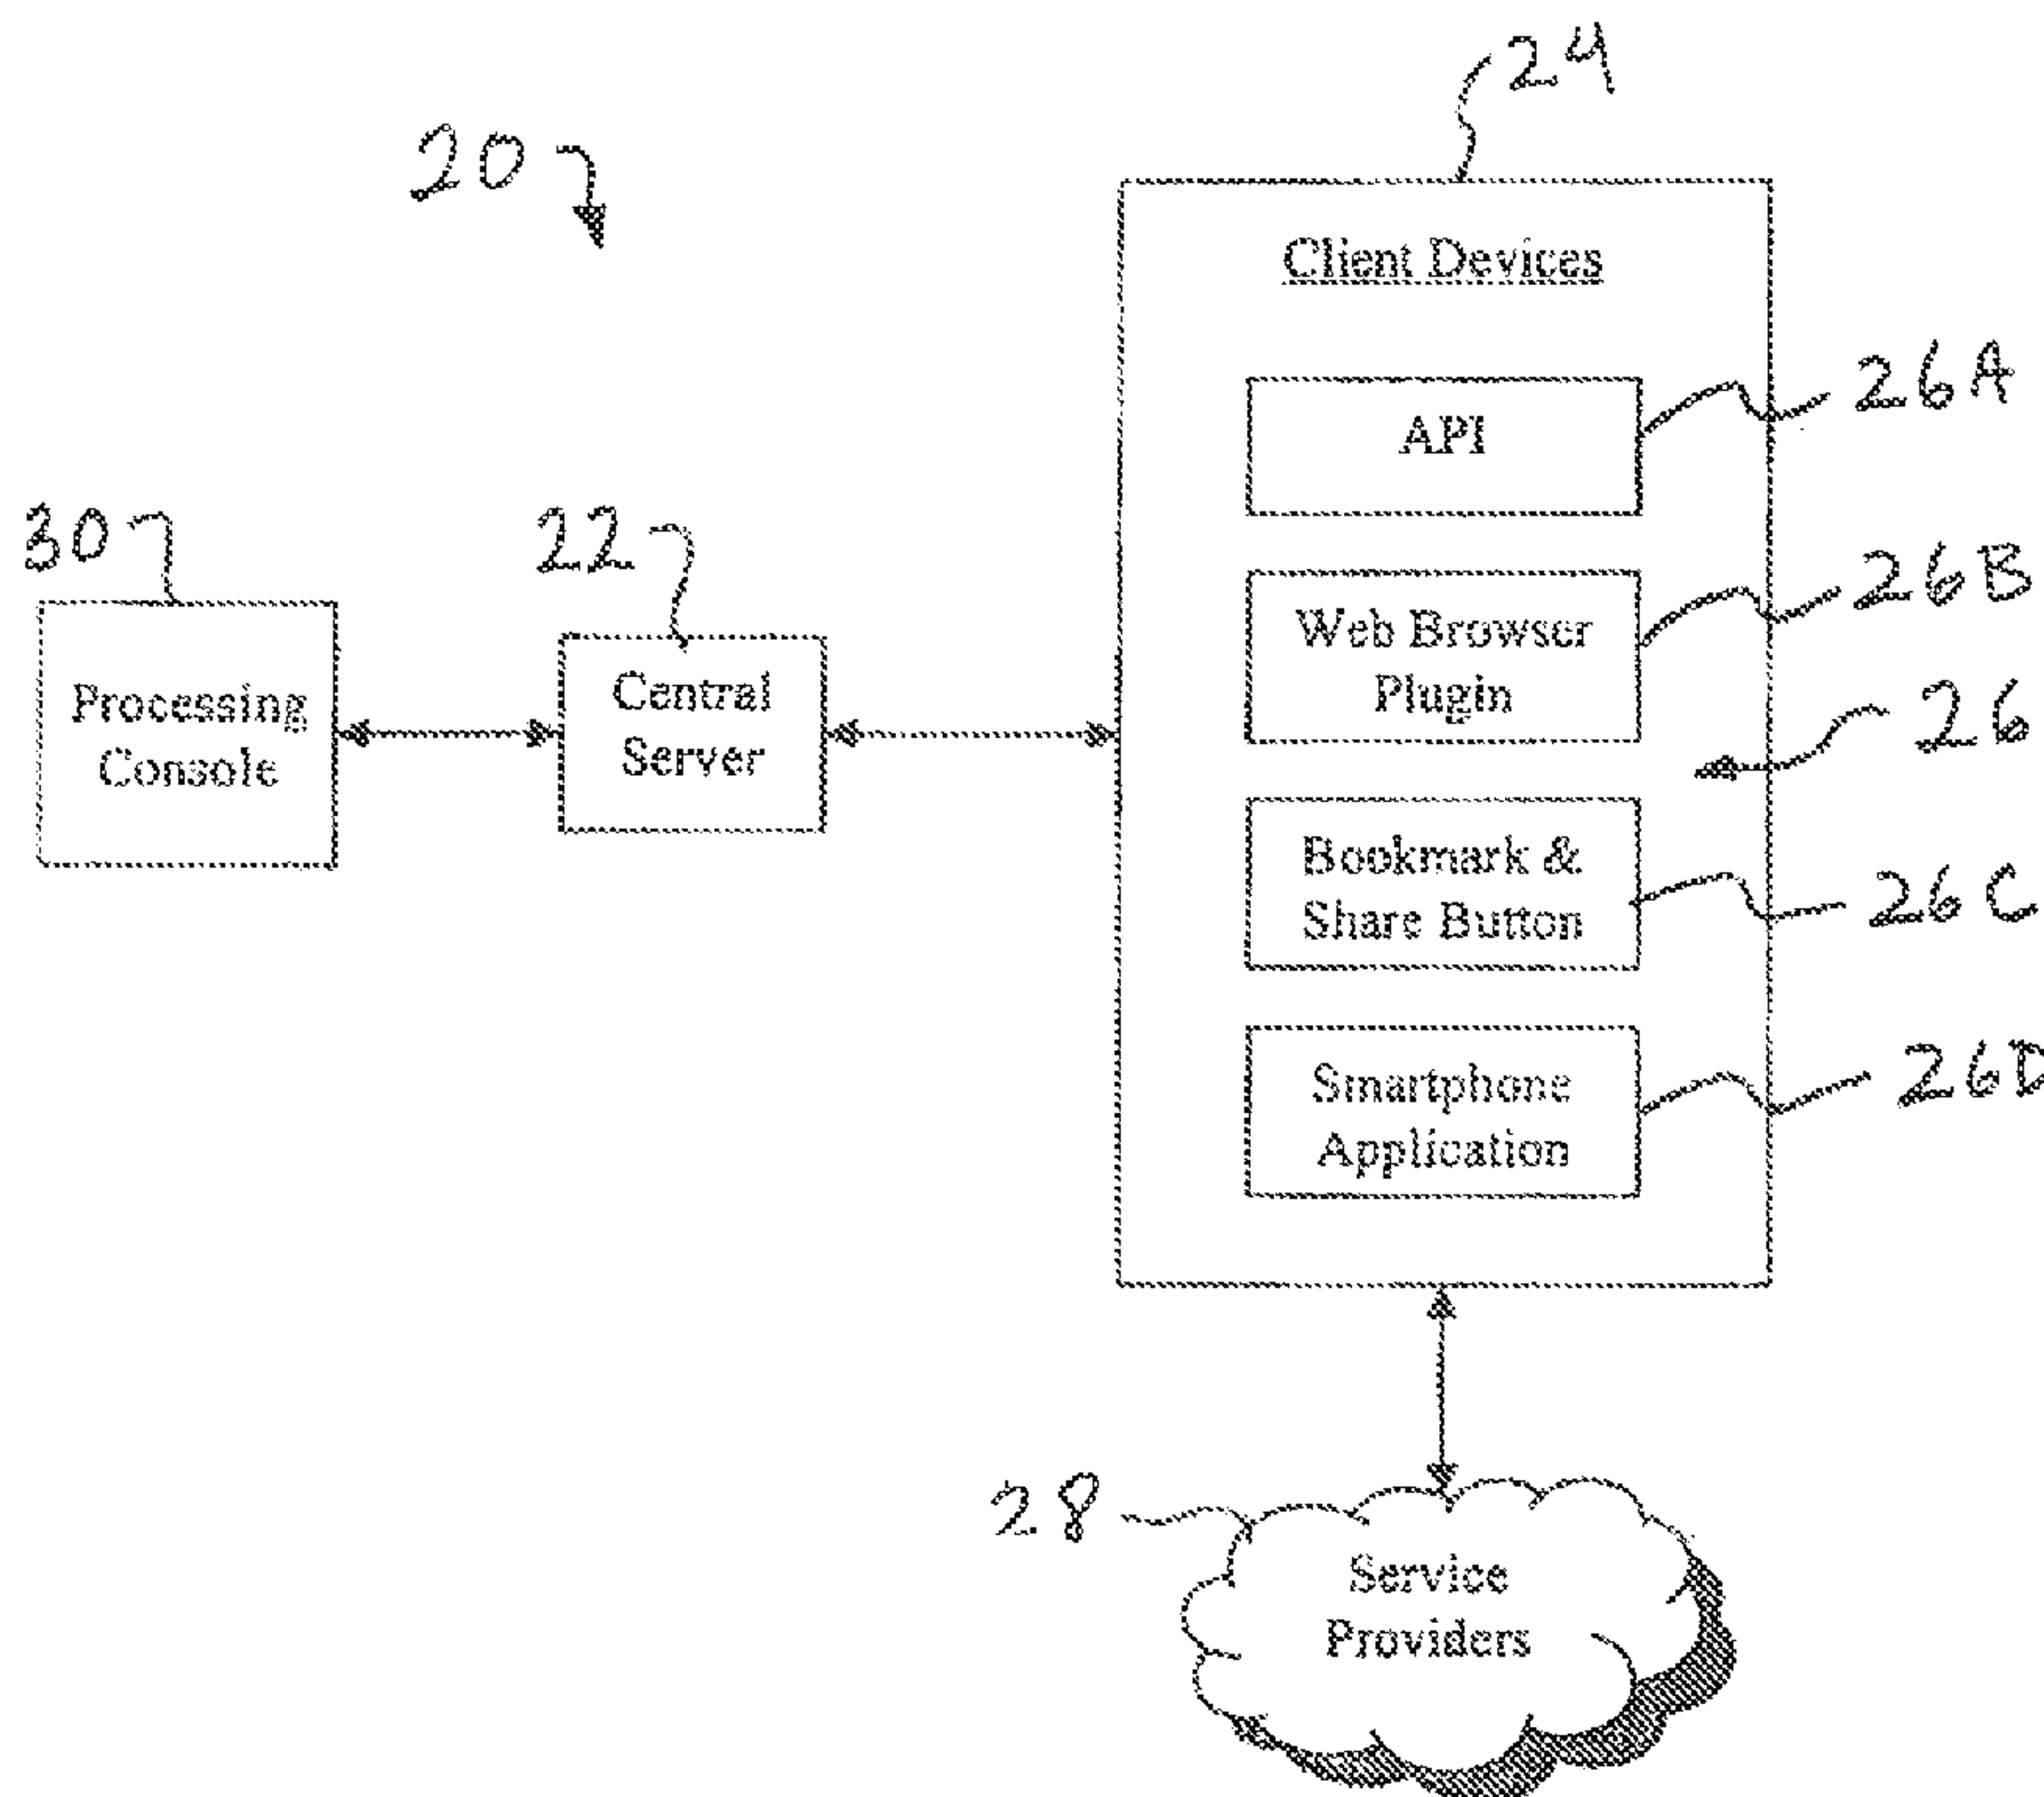 24
20
Client Devices
26A
API
30
22
26B
Web Browser
Plugin
Processing
Console
Central
Server
26
Bookmark &
Share Button
26C
Smartphone
Application
26D
28
Service
Providers